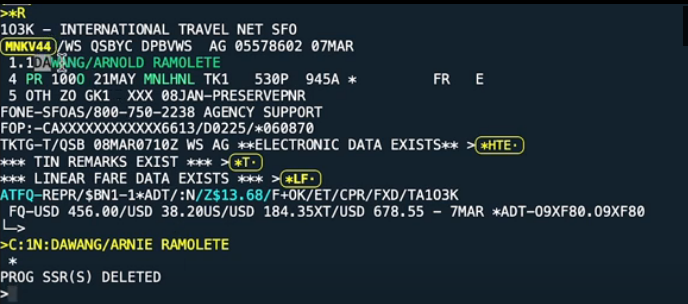 >*R
103K - INTERNATIONAL TRAVEL NET SFO
MNKV44/WS QSBYC DPBVWS AG 05578602 07MAR
1.1DAWANG/ARNOLD RAMOLETE
4 PR 100O 21MAY MNLHNL TK1 530P 945A * FR E
5 OTH ZO GK1 XXX 08JAN-PRESERVEPNR
FONE-SFOAS/800-750-2238 AGENCY SUPPORT
FOP:-CAXXXXXXXXXXXX6613/D0225/*060870
TKTG-T/QSB 08MAR0710Z WS AG **ELECTRONIC DATA EXISTS** >*HTE·
*** TIN REMARKS EXIST *** >*T·
*** LINEAR FARE DATA EXISTS *** >*LF·
ATFQ-REPR/$BN1-1*ADT/:N/Z$13.68/F+OK/ET/CPR/FXD/TA103K
FQ-USD 456.00/USD 38.20US/USD 184.35XT/USD 678.55 - 7MAR *ADT-O9XF80.O9XF80
└─>
>C:1N:DAWANG/ARNIE RAMOLETE
*
PROG SSR(S) DELETED
>